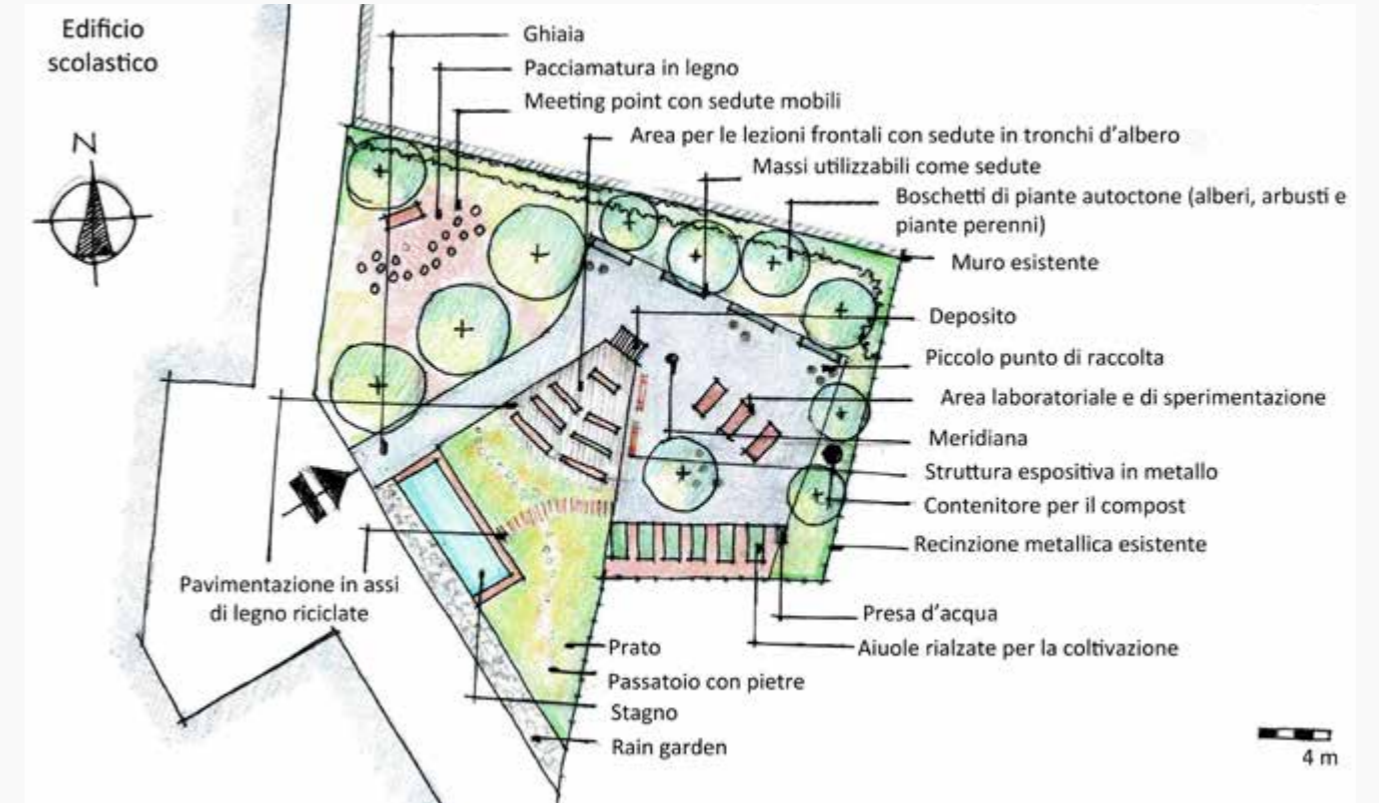 Edificio
scolastico
N
Ghiaia
Pacciamatura in legno
Meeting point con sedute mobili
Area per le lezioni frontali con sedute in tronchi d'albero
Massi utilizzabili come sedute
Boschetti di piante autoctone (alberi, arbusti e
piante perenni)
Muro esistente
Deposito
Piccolo punto di raccolta
Area laboratoriale e di sperimentazione
Meridiana
Struttura espositiva in metallo
Contenitore per il compost
Recinzione metallica esistente
Pavimentazione in assi
di legno riciclate
Presa d'acqua
Aiuole rialzate per la coltivazione
Prato
Passatoio con pietre
Stagno
Rain garden
4 m